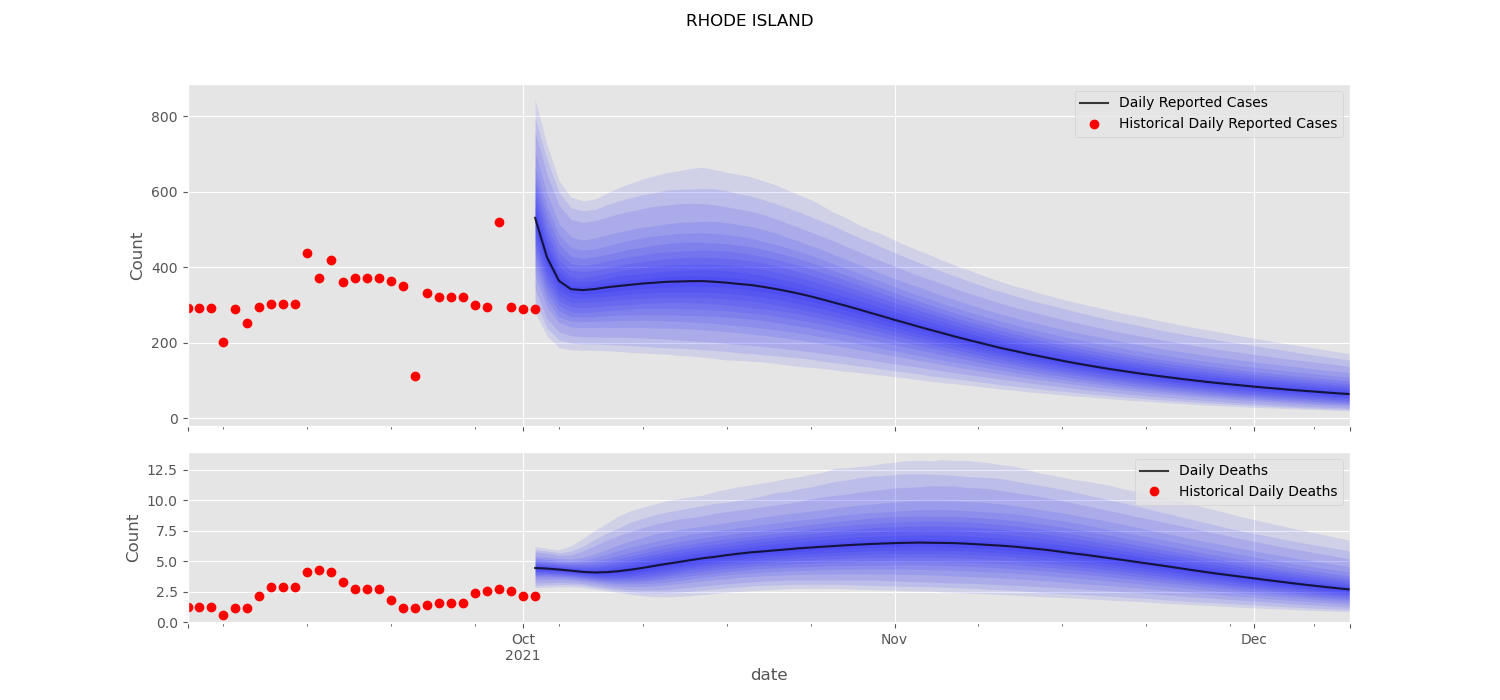 RHODE ISLAND
Daily Reported Cases
Historical Daily Reported Cases
800
600
400
200
0
Count
Daily Deaths
Historical Daily Deaths
12.5
10.0
7.5
5.0
2.5
0.0
Count
Oct
2021
Nov
Dec
date